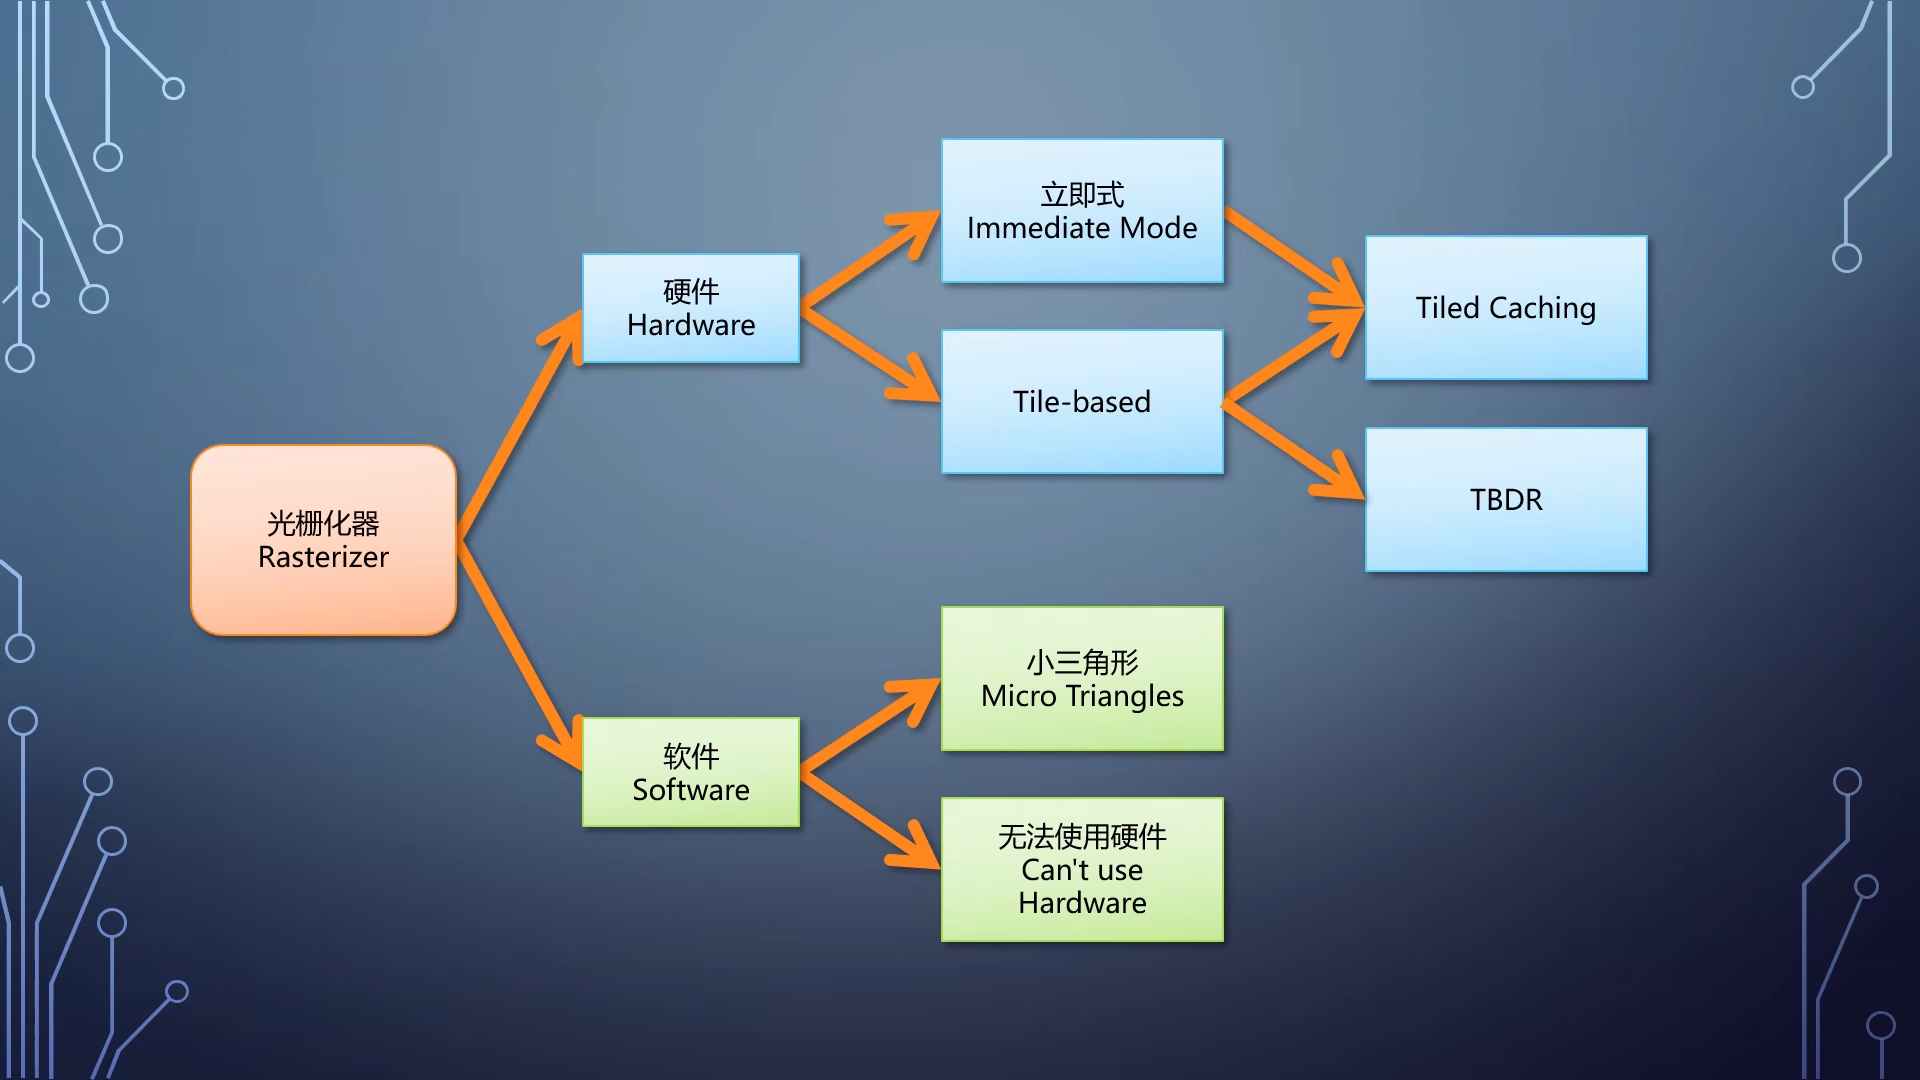 光栅化器
Rasterizer
硬件
Hardware
立即式
Immediate Mode
Tile-based
Tiled Caching
TBDR
软件
Software
小三角形
Micro Triangles
无法使用硬件
Can't use
Hardware